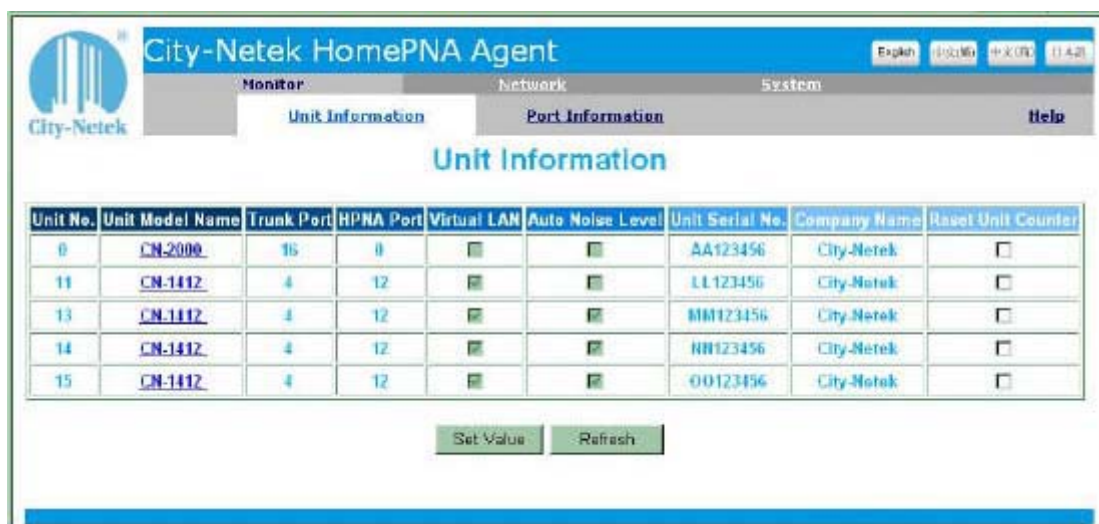 City-Netek HomePNA Agent
English
City-Netek
Monitor Network System
Unit Information Port Information Help
Unit Information
Unit No. Unit Model Name Trunk Port HPNA Port Virtual LAN Auto Noise Level Unit Serial No. Company Name Reset Unit Counter
0 CN-2000 16 0 AA123456 City-Netek
11 CN-1412 4 12 LL123456 City-Netek
13 CN-1412 4 12 MM123456 City-Netek
14 CN-1412 4 12 NN123456 City-Netek
15 CN-1412 4 12 OO123456 City-Netek
Set Value Refresh